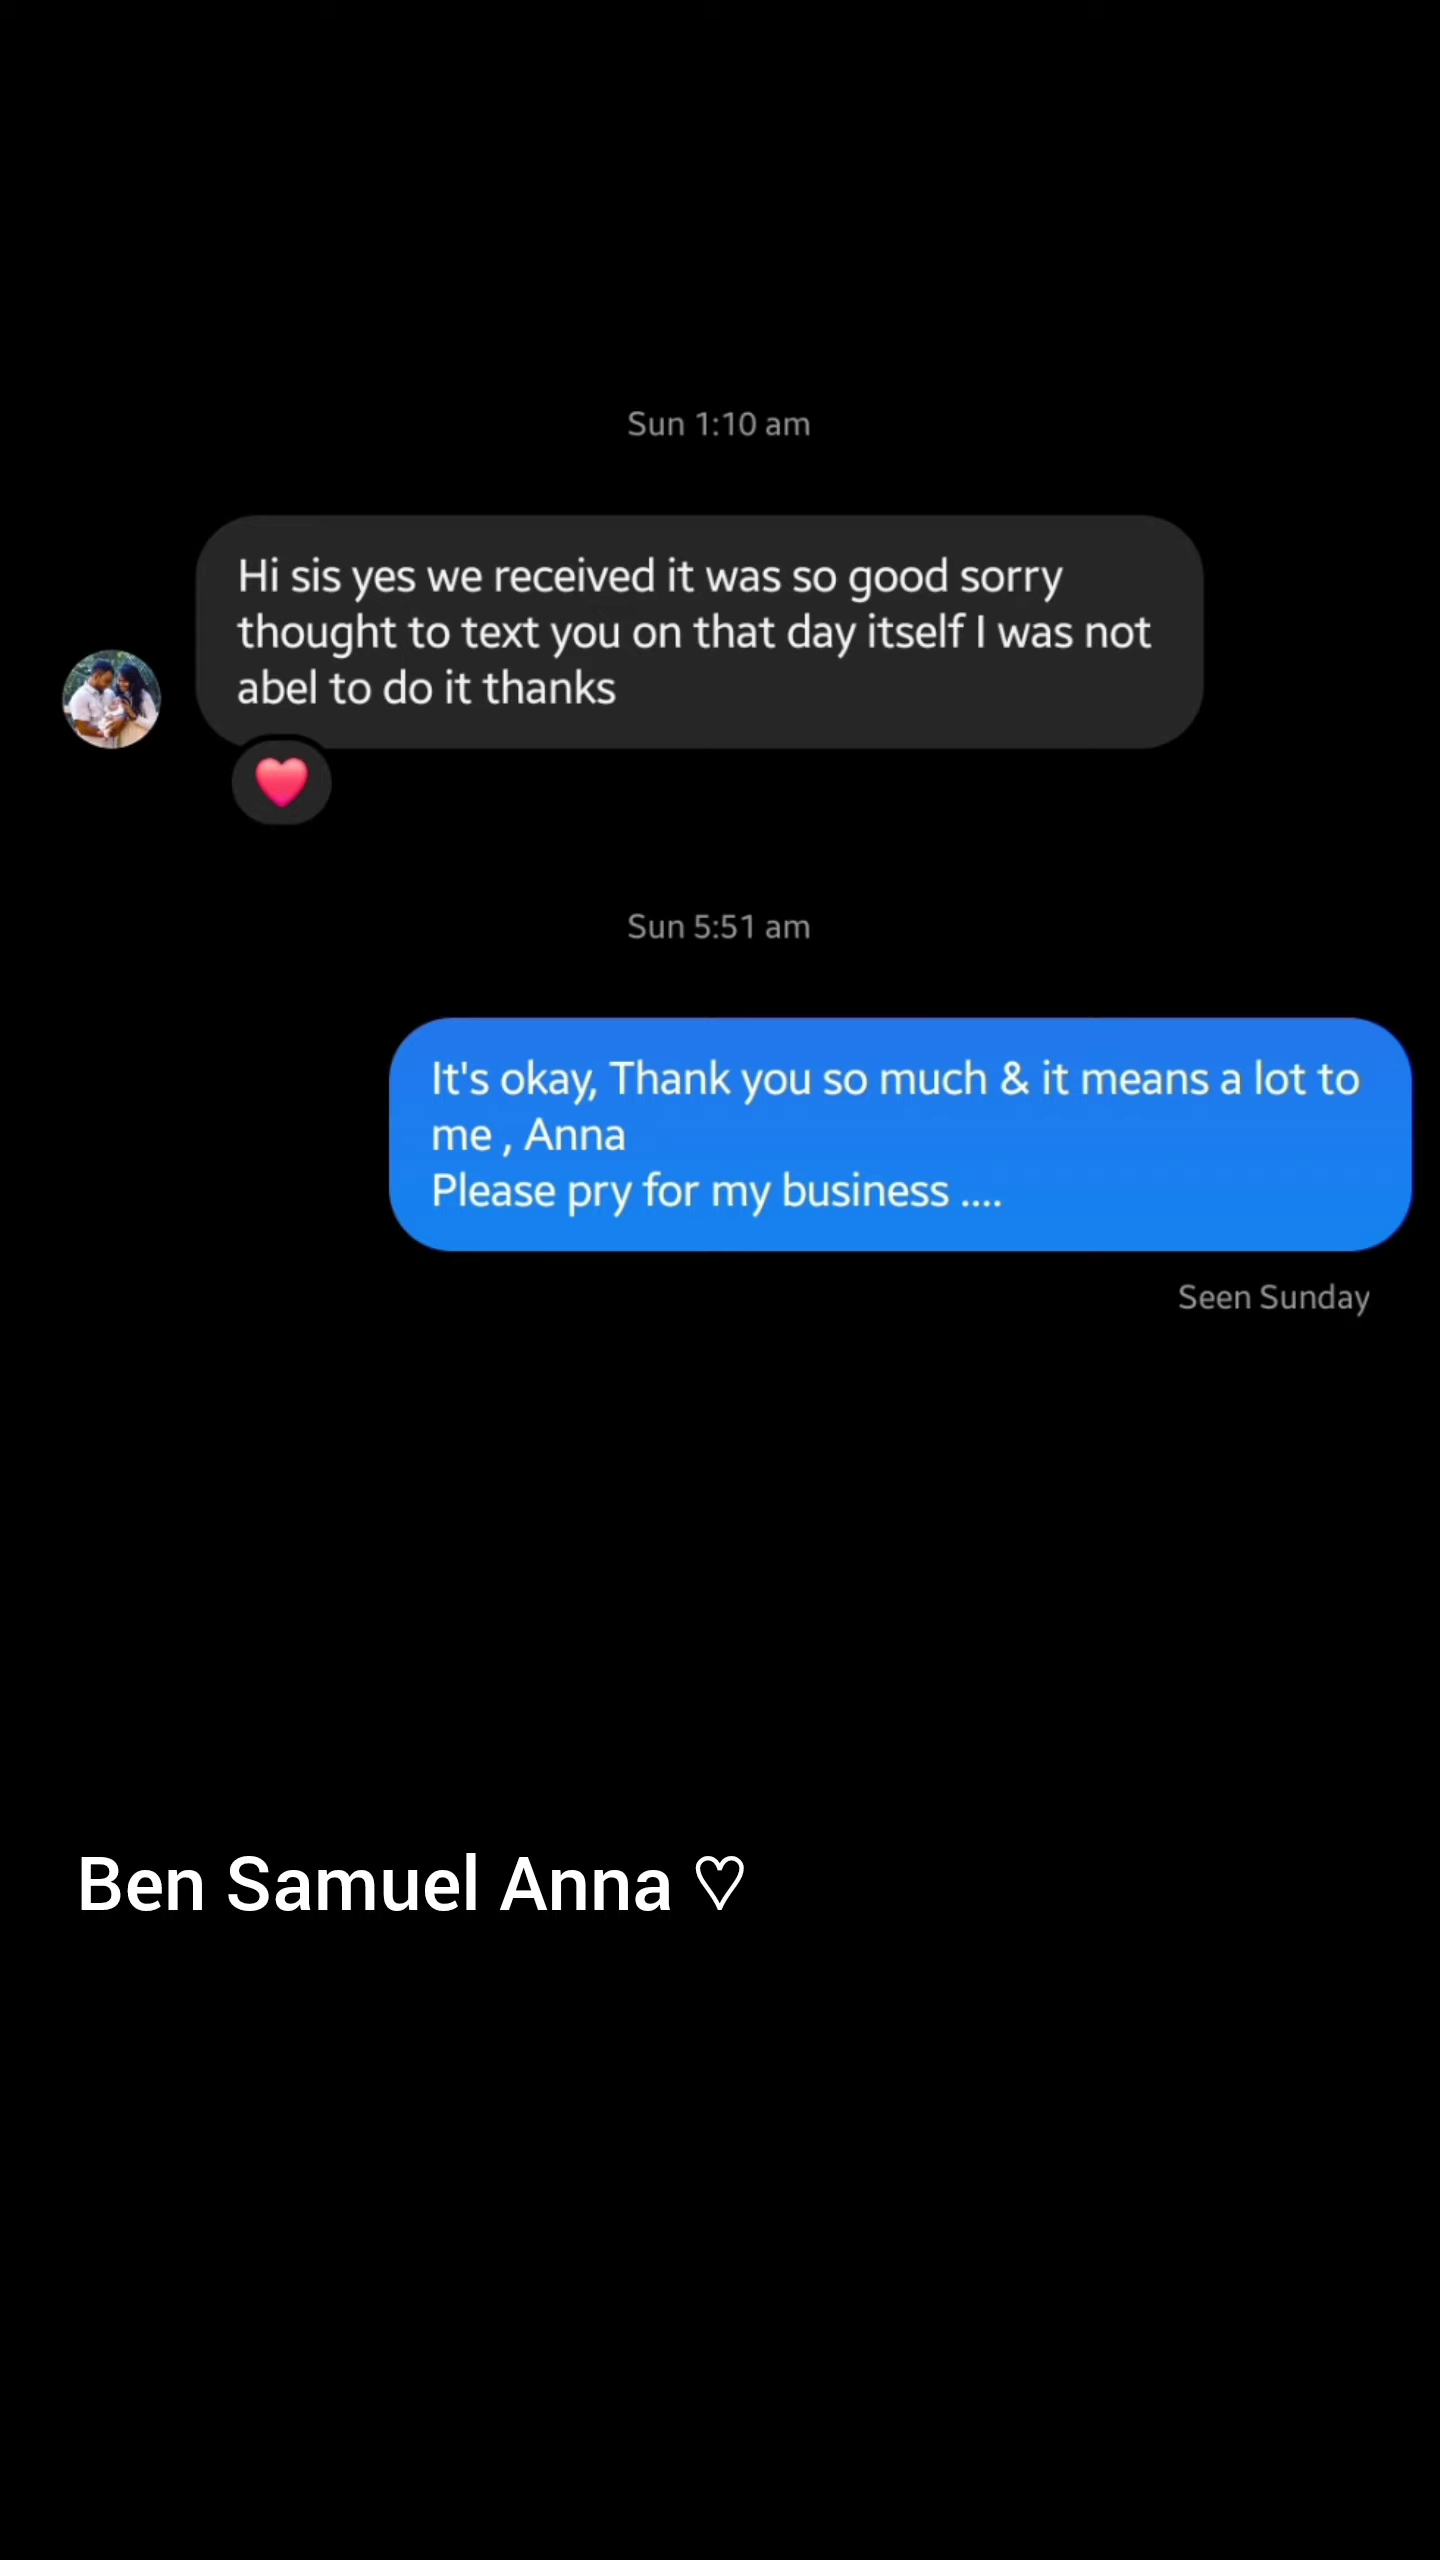 Sun 1:10 am
Hi sis yes we received it was so good sorry
thought to text you on that day itself I was not
abel to do it thanks
Sun 5:51 am
It's okay, Thank you so much & it means a lot to
me , Anna
Please pry for my business ....
Seen Sunday
Ben Samuel Anna ♡